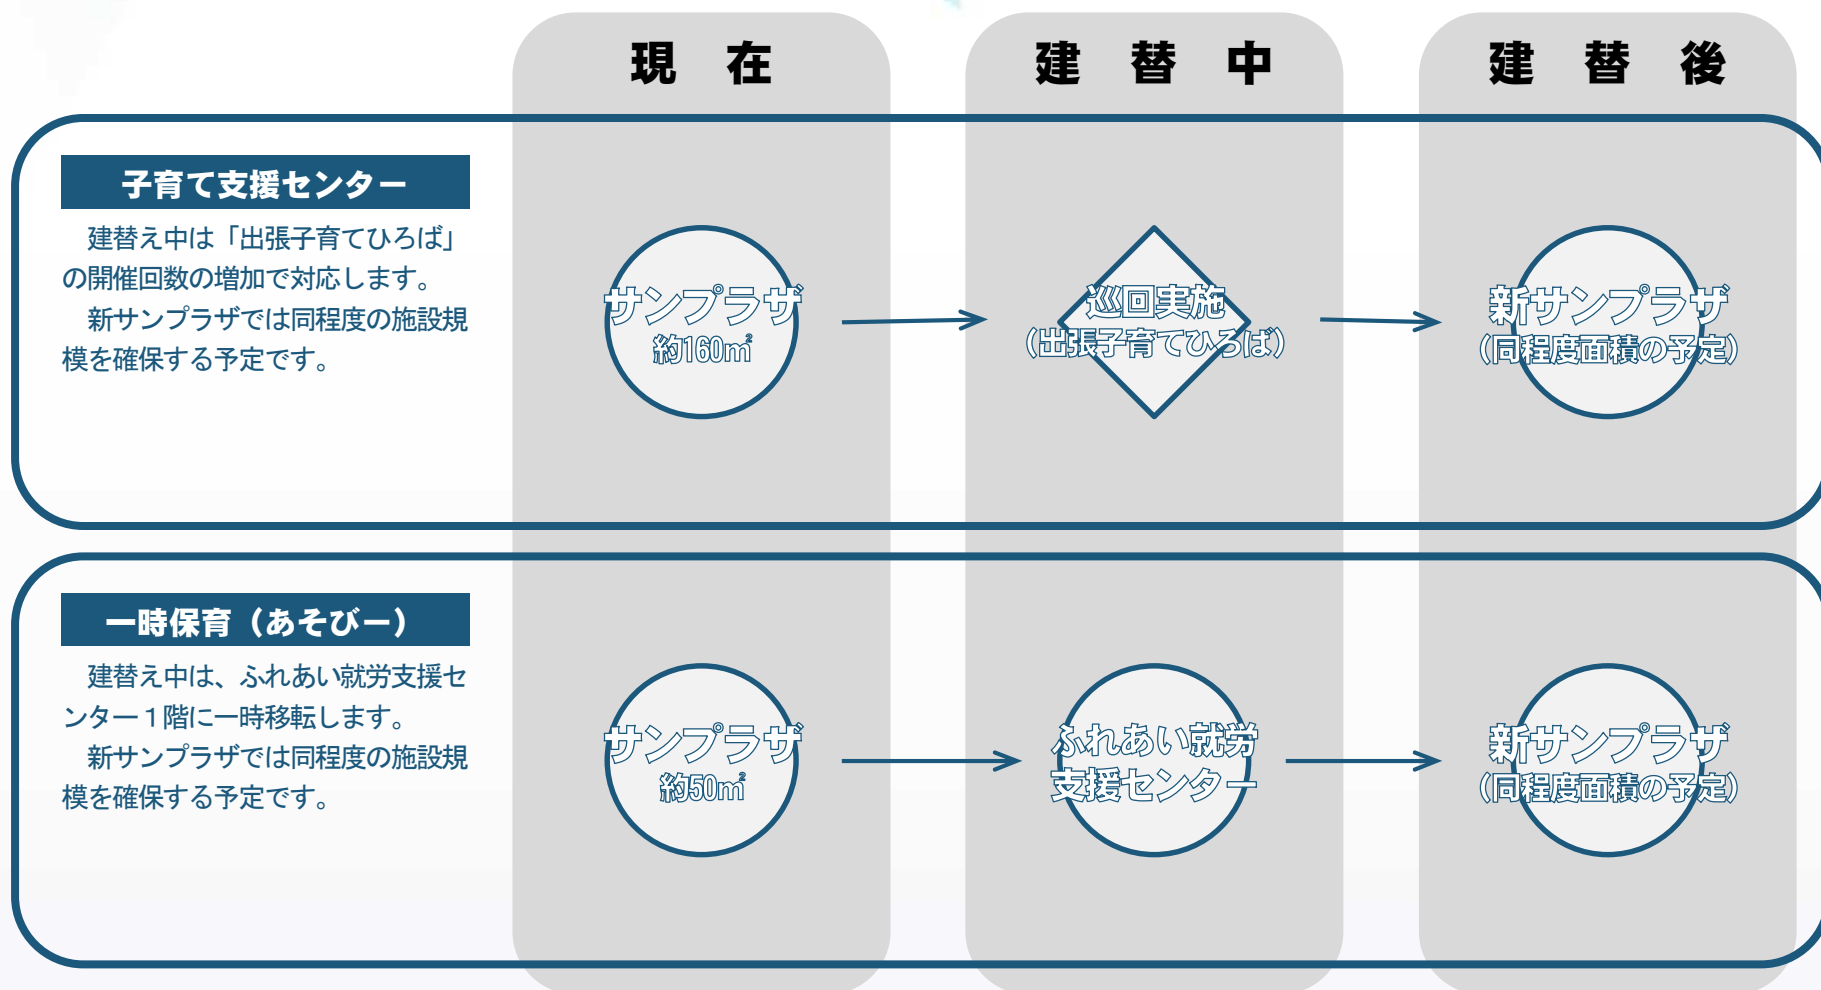 現在
建替中
建替後
子育て支援センター
　建替え中は「出張子育てひろば」
の開催回数の増加で対応します。
　新サンプラザでは同程度の施設規
模を確保する予定です。
サンプラザ
約160㎡
巡回実施
（出張子育てひろば）
新サンプラザ
（同程度面積の予定）
一時保育（あそびー）
　建替え中は、ふれあい就労支援セ
ンター１階に一時移転します。
　新サンプラザでは同程度の施設規
模を確保する予定です。
サンプラザ
約50㎡
ふれあい就労
支援センター
新サンプラザ
（同程度面積の予定）